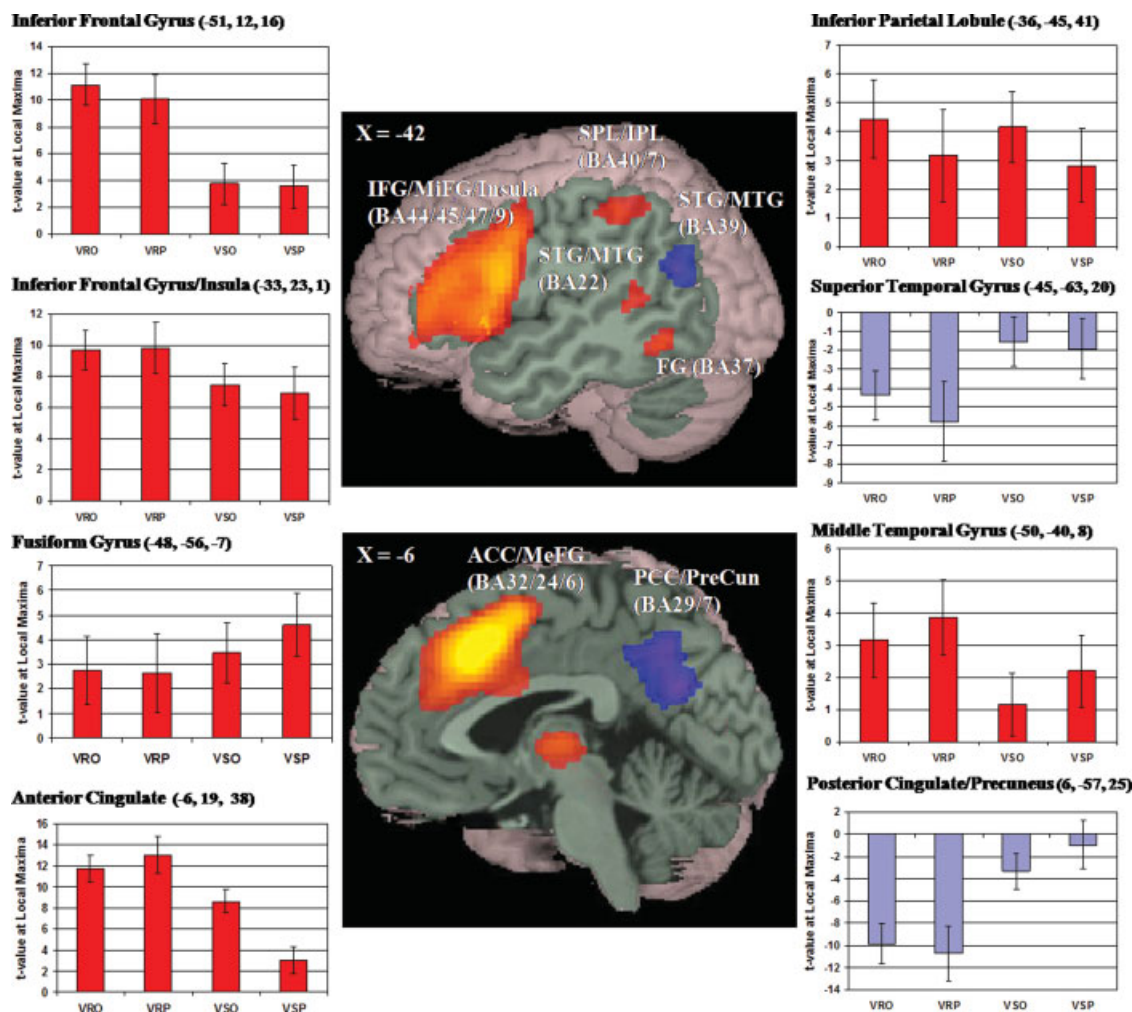 Inferior Frontal Gyrus (-51, 12, 16)
t-value at Local Maxima
14
12
10
8
6
4
2
0
VRO VRP VSO VSP
Inferior Frontal Gyrus/Insula (-33, 23, 1)
t-value at Local Maxima
12
10
8
6
4
2
0
VRO VRP VSO VSP
Fusiform Gyrus (-48, -56, -7)
t-value at Local Maxima
7
6
5
4
3
2
1
0
VRO VRP VSO VSP
Anterior Cingulate (-6, 19, 38)
t-value at Local Maxima
16
14
12
10
8
6
4
2
0
VRO VRP VSO VSP
X = -42
SPL/IPL
(BA40/7)
IFG/MiFG/Insula
(BA44/45/47/9)
STG/MTG
(BA39)
STG/MTG
(BA22)
FG (BA37)
X = -6
ACC/MeFG
(BA32/24/6)
PCC/PreCun
(BA29/7)
Inferior Parietal Lobule (-36, -45, 41)
t-value at Local Maxima
7
6
5
4
3
2
1
0
VRO VRP VSO VSP
Superior Temporal Gyrus (-45, -63, 20)
t-value at Local Maxima
0
-1
-2
-3
-4
-5
-6
-7
-8
-9
VRO VRP VSO VSP
Middle Temporal Gyrus (-50, -40, 8)
t-value at Local Maxima
6
5
4
3
2
1
0
VRO VRP VSO VSP
Posterior Cingulate/Precuneus (6, -57, 25)
t-value at Local Maxima
2
0
-2
-4
-6
-8
-10
-12
-14
VRO VRP VSO VSP